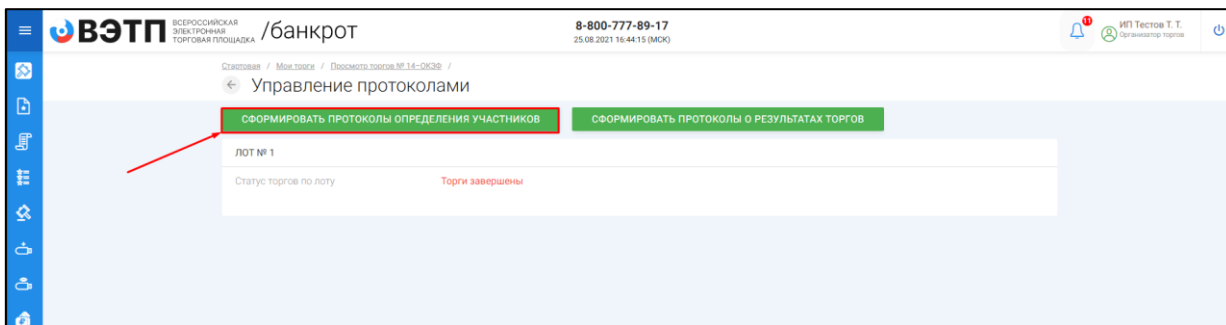 ВЭТП
ВСЕРОССИЙСКАЯ
ЭЛЕКТРОННАЯ
ТОРГОВАЯ ПЛОЩАДКА
/банкрот
8-800-777-89-17
25.08.2021 16:44:15 (МСК)
11
ИП Тестов Т. Т.
Организатор торгов
Стартовая / Мои торги / Просмотр торгов № 14-ОКЭФ /
Управление протоколами
СФОРМИРОВАТЬ ПРОТОКОЛЫ ОПРЕДЕЛЕНИЯ УЧАСТНИКОВ
СФОРМИРОВАТЬ ПРОТОКОЛЫ О РЕЗУЛЬТАТАХ ТОРГОВ
ЛОТ № 1
Статус торгов по лоту Торги завершены